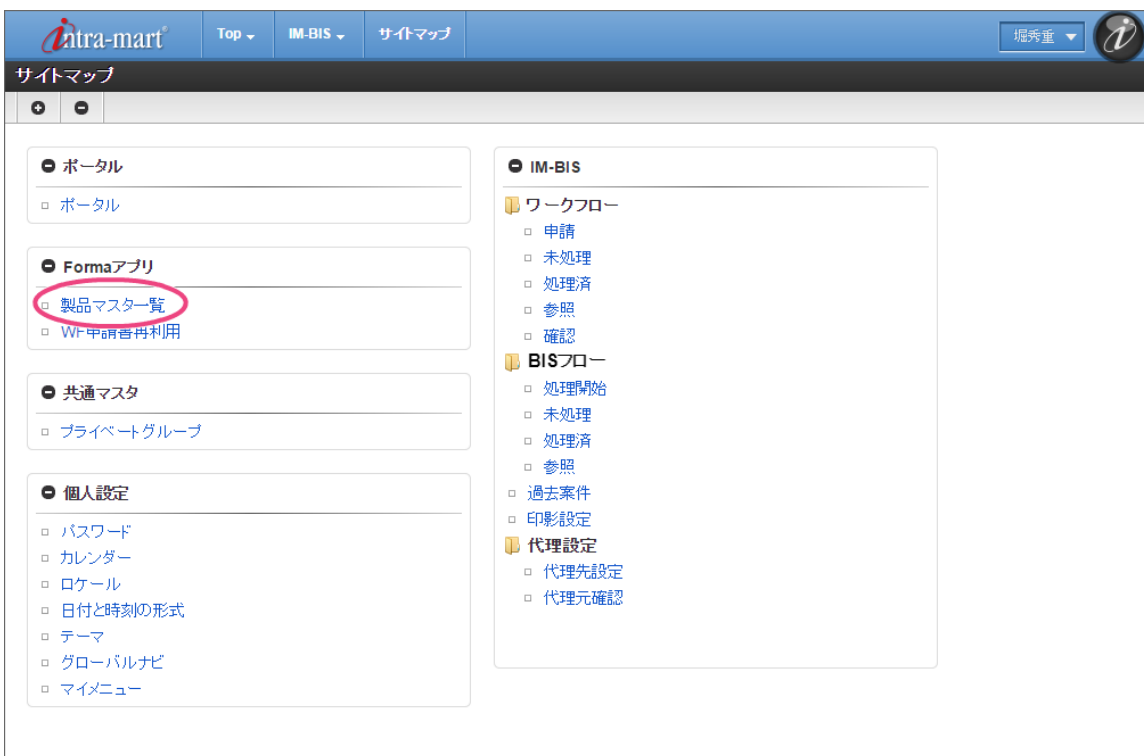 intra-mart®
Top
IM-BIS
サイトマップ
堀秀重
サイトマップ
ポータル
ポータル
Formaアプリ
製品マスター覧
WF申請書再利用
共通マスタ
プライベートグループ
個人設定
パスワード
カレンダー
ロケール
日付と時刻の形式
テーマ
グローバルナビ
マイメニュー
IM-BIS
ワークフロー
申請
未処理
処理済
参照
確認
BISフロー
処理開始
未処理
処理済
参照
過去案件
印影設定
代理設定
代理先設定
代理元確認